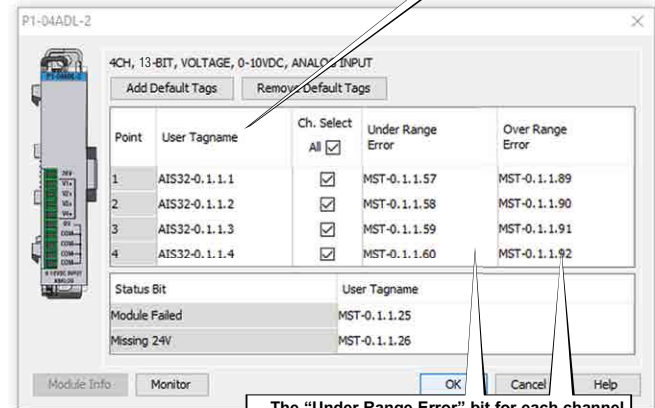 P1-04ADL-2
4CH, 13-BIT, VOLTAGE, 0-10VDC, ANALOG INPUT
Add Default Tags Remove Default Tags
Point User Tagname Ch. Select All Under Range Error Over Range Error
1 AIS32-0.1.1.1 MST-0.1.1.57 MST-0.1.1.89
2 AIS32-0.1.1.2 MST-0.1.1.58 MST-0.1.1.90
3 AIS32-0.1.1.3 MST-0.1.1.59 MST-0.1.1.91
4 AIS32-0.1.1.4 MST-0.1.1.60 MST-0.1.1.92
Status Bit User Tagname
Module Failed MST-0.1.1.25
Missing 24V MST-0.1.1.26
Module Info Monitor OK Cancel Help
The “Under Range Error” bit for each channel